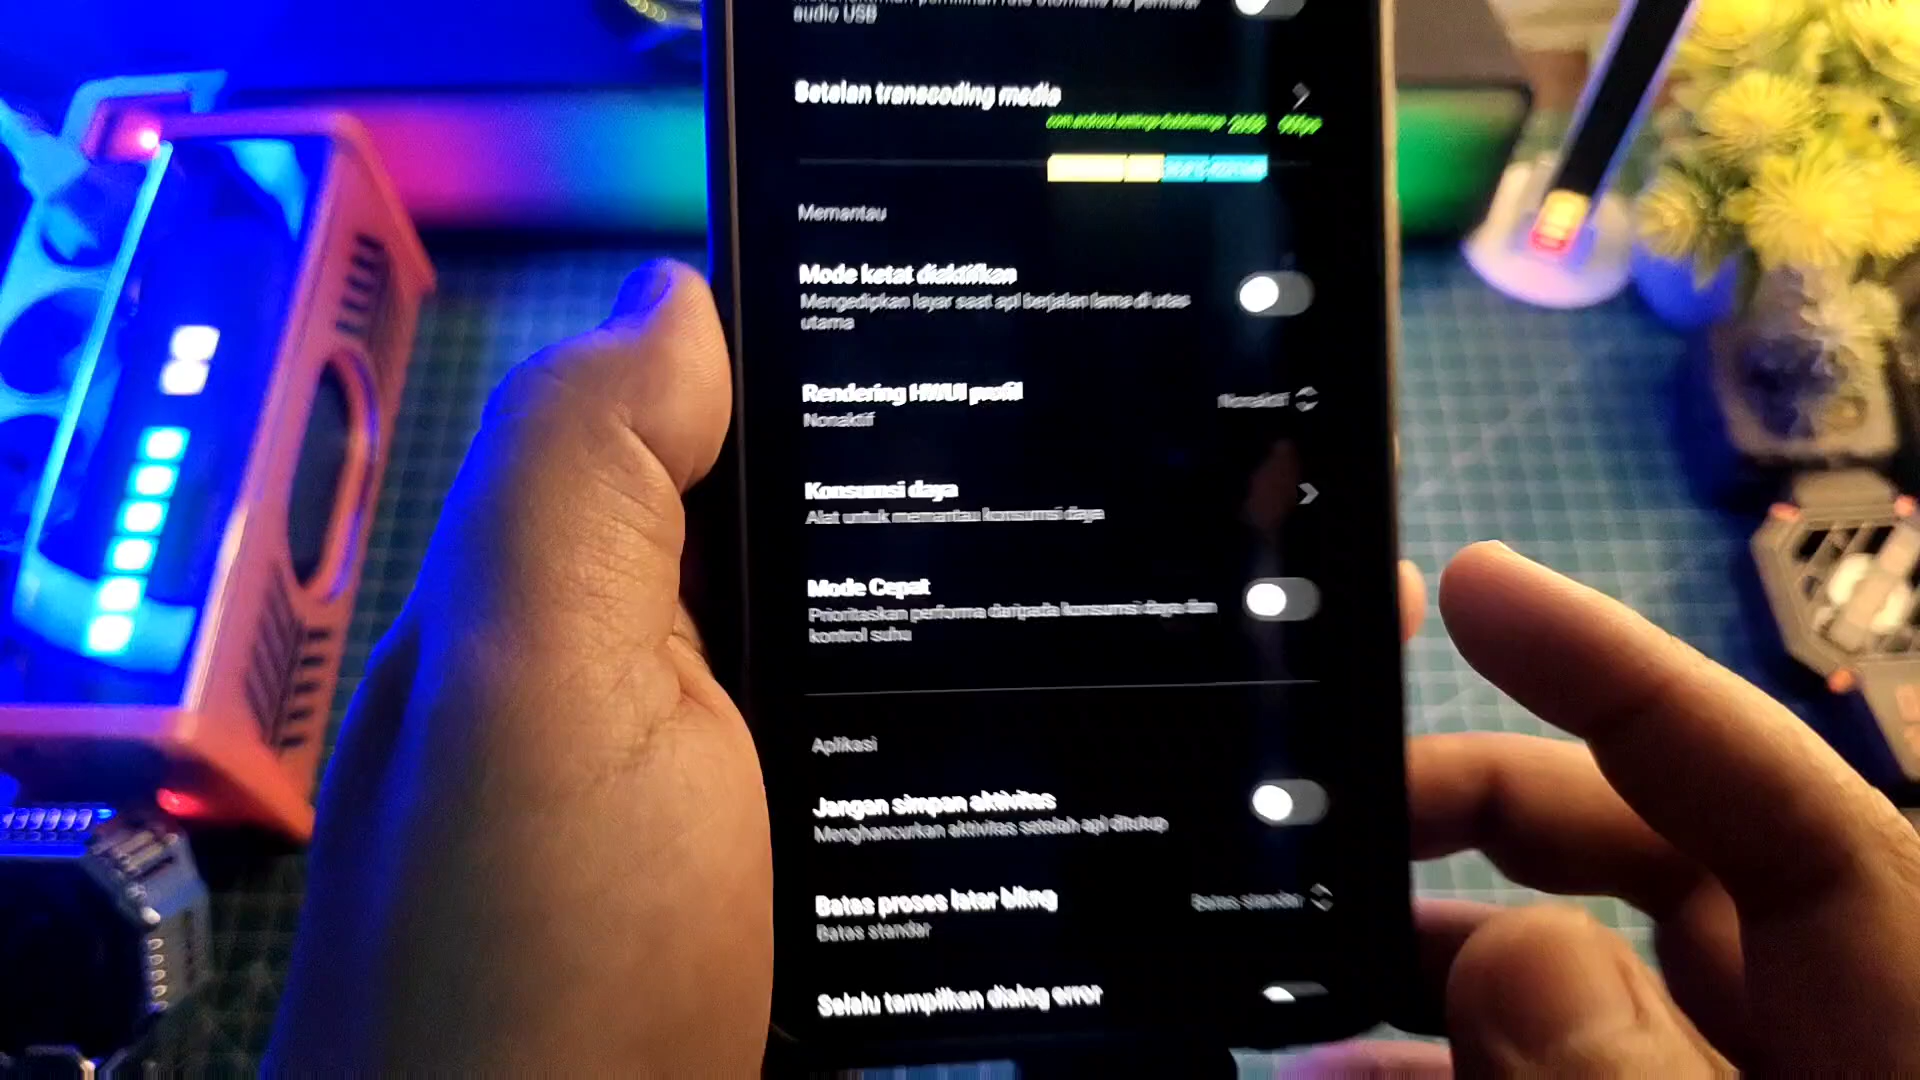 audio USB
Setelan transcoding media
Memantau
Mode ketat diaktifkan
Mengedipkan layar saat apl berjalan lama di utas
utama
Rendering HWUI profil
Nonaktif
Nonaktif
Konsumsi daya
Alat untuk memantau konsumsi daya
Mode Cepat
Prioritaskan performa daripada konsumsi daya dan
kontrol suhu
Aplikasi
Jangan simpan aktivitas
Menghancurkan aktivitas setelah apl ditutup
Batas proses latar blkng
Batas standar
Batas standar
Selalu tampilkan dialog error